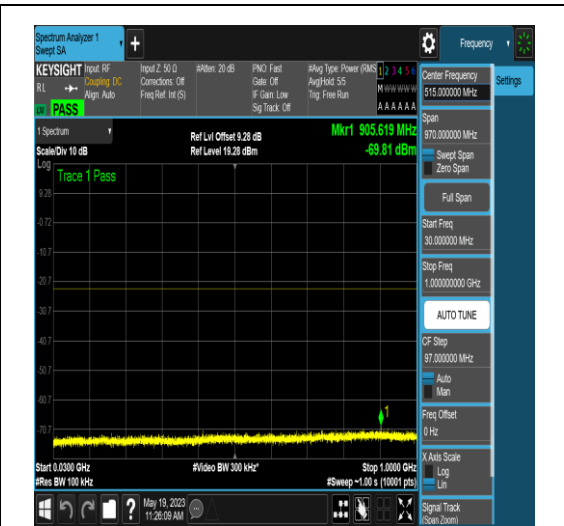 Spectrum Analyzer 1
Swept SA
Frequency
KEYSIGHT
RL
PASS
Input: RF
Coupling: DC
Align: Auto
Input Z: 50 Ω
Corrections: Off
Freq Ref: Int (S)
#Atten: 20 dB
PNO: Fast
Gate: Off
IF Gain: Low
Sig Track: Off
#Avg Type: Power (RMS
Avg|Hold: 5/5
Trig: Free Run
1 2 3 4 5 6
M W W W W W
A A A A A A
Settings
1 Spectrum
Scale/Div 10 dB
Log
Ref Lvl Offset 9.28 dB
Ref Level 19.28 dBm
Mkr1 905.619 MHz
-69.81 dBm
Trace 1 Pass
9.28
-0.72
-10.7
-20.7
-30.7
-40.7
-50.7
-60.7
-70.7
1
Start 0.0300 GHz
#Res BW 100 kHz
#Video BW 300 kHz*
Stop 1.0000 GHz
#Sweep ~1.00 s (10001 pts)
Center Frequency
515.000000 MHz
Span
970.000000 MHz
Swept Span
Zero Span
Full Span
Start Freq
30.000000 MHz
Stop Freq
1.000000000 GHz
AUTO TUNE
CF Step
97.000000 MHz
Auto
Man
Freq Offset
0 Hz
X Axis Scale
Log
Lin
Signal Track
(Span Zoom)
May 19, 2023
11:26:09 AM